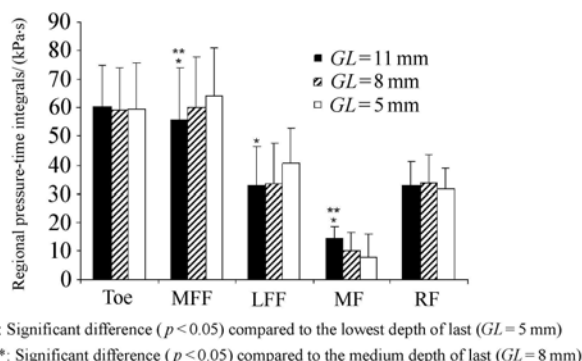 90
80
70
60
50
40
30
20
10
0
Regional pressure-time integrals/(kPa·s)
**
*
*
**
*
GL=11 mm
GL=8 mm
GL=5 mm
Toe MFF LFF MF RF
: Significant difference (p<0.05) compared to the lowest depth of last (GL=5 mm)
*: Significant difference (p<0.05) compared to the medium depth of last (GL=8 mm)